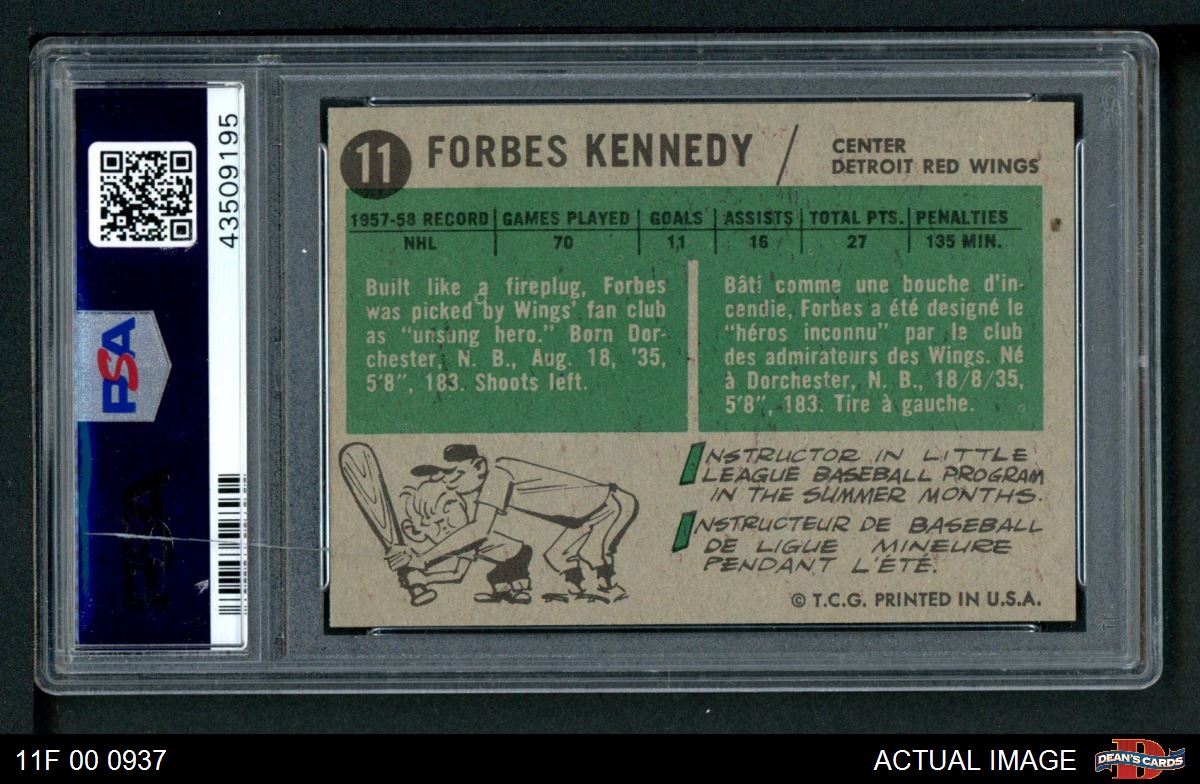 43509195
PSA
11 FORBES KENNEDY / CENTER
DETROIT RED WINGS
1957-58 RECORD GAMES PLAYED GOALS ASSISTS TOTAL PTS. PENALTIES
NHL 70 11 16 27 135 MIN.
Built like a fireplug, Forbes
was picked by Wings' fan club
as "unsung hero." Born Dor-
chester, N. B., Aug. 18, '35,
5'8", 183. Shoots left.
Bâti comme une bouche d'in-
cendie, Forbes a été designé le
"héros inconnu" par le club
des admirateurs des Wings. Né
à Dorchester, N. B., 18/8/35,
5'8", 183. Tire à gauche.
INSTRUCTOR IN LITTLE
LEAGUE BASEBALL PROGRAM
IN THE SUMMER MONTHS.
INSTRUCTEUR DE BASEBALL
DE LIGUE MINEURE
PENDANT L'ÉTÉ.
© T.C.G. PRINTED IN U.S.A.
11F 00 0937
ACTUAL IMAGE
D
DEAN'S CARDS